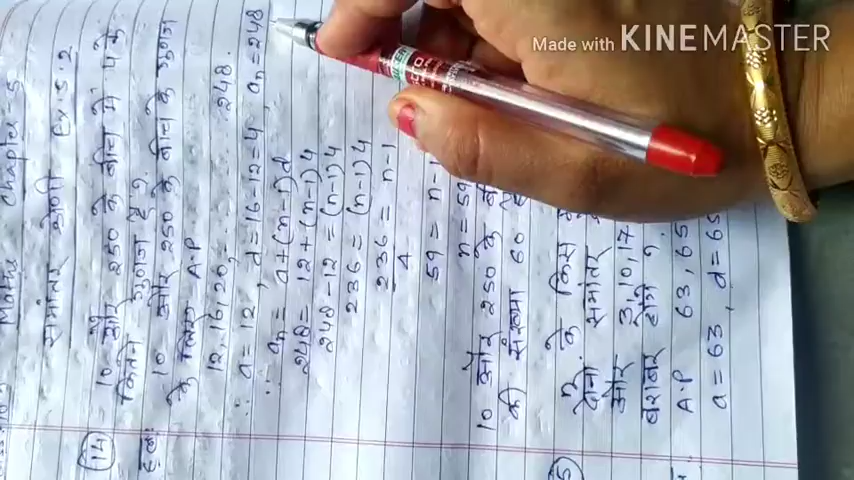 Made with KINEMASTER
Maths Chapter-5
समांतर श्रेणी Ex.5.2
14 10 और 250 के बीच में 4 के
कितने गुणज है?
हल: 10 और 250 के बीच के गुणज
के लिए A.P
12, 16, 20, 248.
∴ a = 12, d = 16-12 = 4 an = 248
∴ an = a+(n-1)d
248 = 12+(n-1)4
248-12 = (n-1)4
236 = (n-1)4
236/4 = n-1
59 = n-
n = 59
10 और 250 के
की संख्या 60
n के किस
दोनों समांतर
और 3,10,17
बराबर होंगे?
A.P 63, 65
a = 63, d = 65